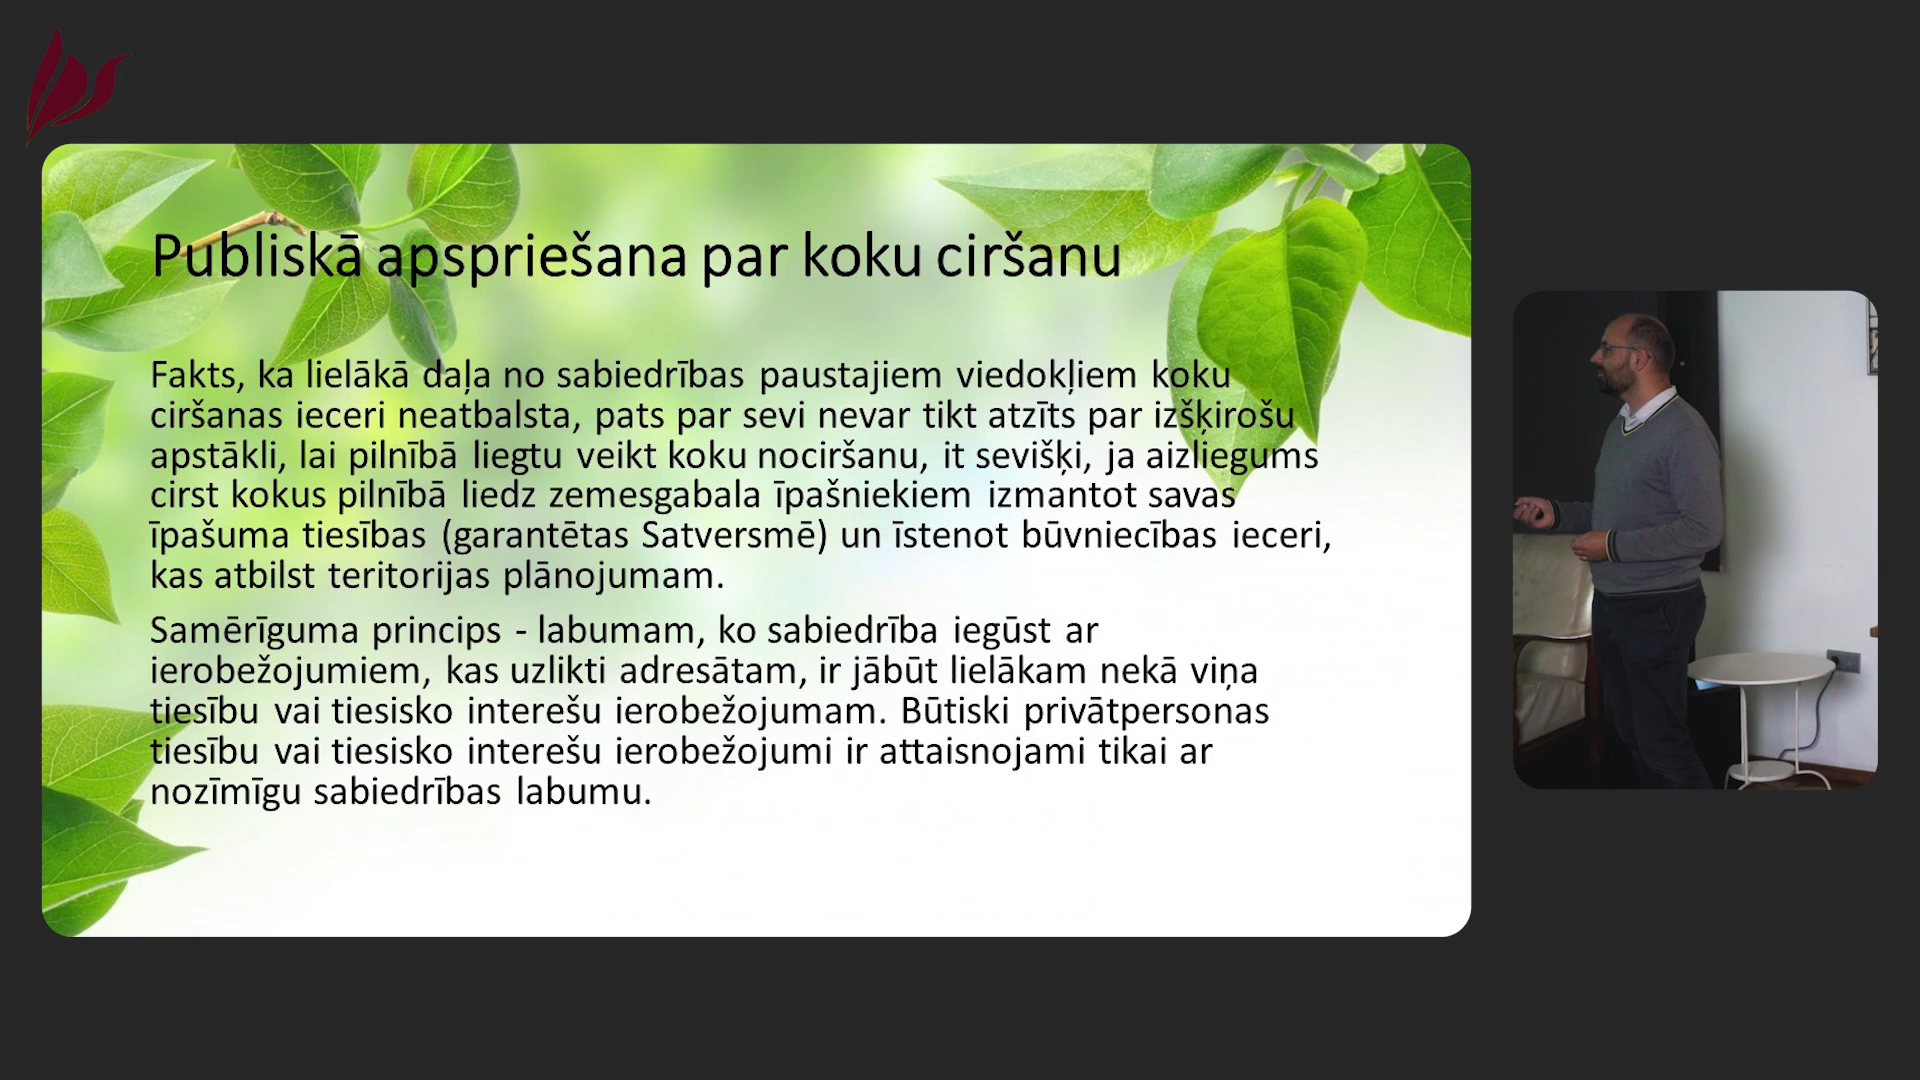 Publiskā apspriešana par koku ciršanu
Fakts, ka lielākā daļa no sabiedrības paustajiem viedokļiem koku
ciršanas ieceri neatbalsta, pats par sevi nevar tikt atzīts par izšķirošu
apstākli, lai pilnībā liegtu veikt koku nociršanu, it sevišķi, ja aizliegums
cirst kokus pilnībā liedz zemesgabala īpašniekiem izmantot savas
īpašuma tiesības (garantētas Satversmē) un īstenot būvniecības ieceri,
kas atbilst teritorijas plānojumam.
Samērīguma princips - labumam, ko sabiedrība iegūst ar
ierobežojumiem, kas uzlikti adresātam, ir jābūt lielākam nekā viņa
tiesību vai tiesisko interešu ierobežojumam. Būtiski privātpersonas
tiesību vai tiesisko interešu ierobežojumi ir attaisnojami tikai ar
nozīmīgu sabiedrības labumu.